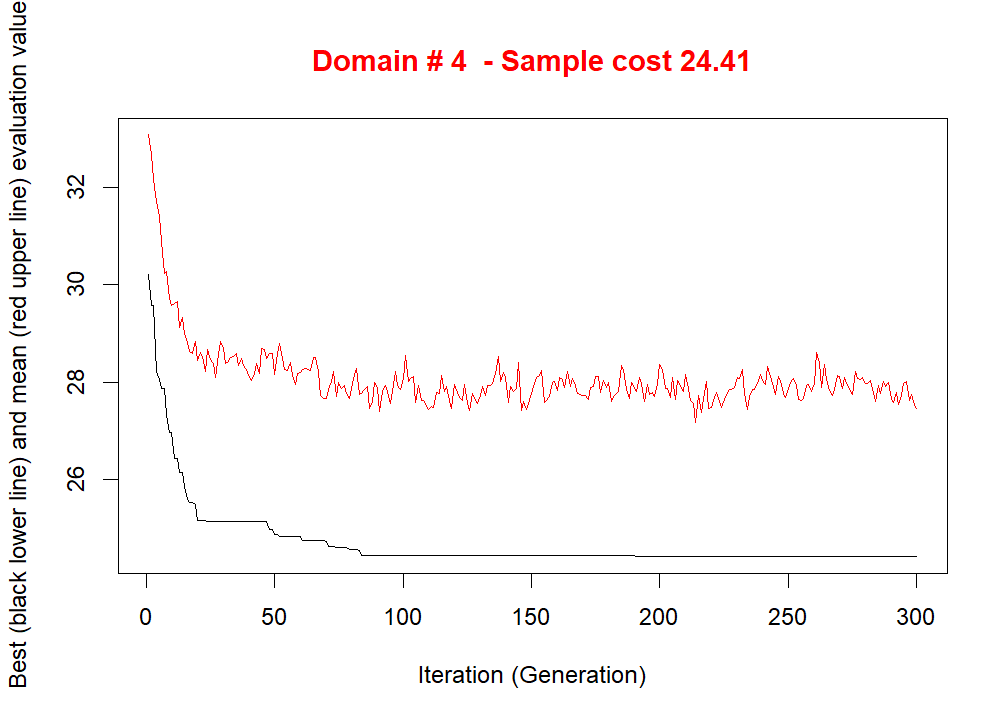 Domain # 4  - Sample cost 24.41
Best (black lower line) and mean (red upper line) evaluation value
32
30
28
26
0 50 100 150 200 250 300
Iteration (Generation)